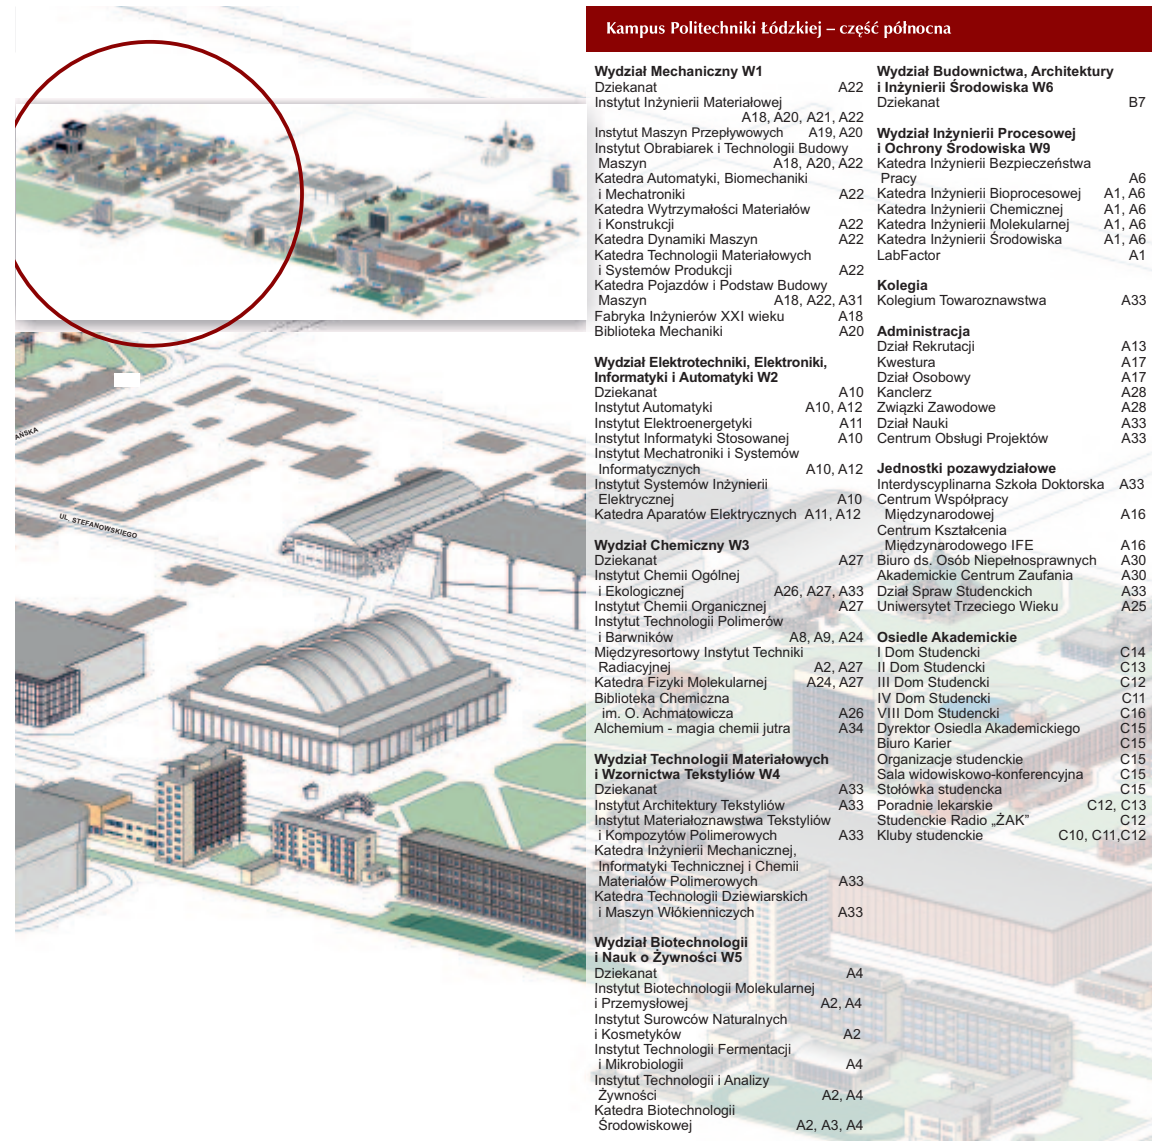 Kampus Politechniki Łódzkiej – część północna
Wydział Mechaniczny W1
Dziekanat A22
Instytut Inżynierii Materiałowej
A18, A20, A21, A22
Instytut Maszyn Przepływowych A19, A20
Instytut Obrabiarek i Technologii Budowy
Maszyn A18, A20, A22
Katedra Automatyki, Biomechaniki
i Mechatroniki A22
Katedra Wytrzymałości Materiałów
i Konstrukcji A22
Katedra Dynamiki Maszyn A22
Katedra Technologii Materiałowych
i Systemów Produkcji A22
Katedra Pojazdów i Podstaw Budowy
Maszyn A18, A22, A31
Fabryka Inżynierów XXI wieku A18
Biblioteka Mechaniki A20
Wydział Elektrotechniki, Elektroniki,
Informatyki i Automatyki W2
Dziekanat A10
Instytut Automatyki A10, A12
Instytut Elektroenergetyki A11
Instytut Informatyki Stosowanej A10
Instytut Mechatroniki i Systemów
Informatycznych A10, A12
Instytut Systemów Inżynierii
Elektrycznej A10
Katedra Aparatów Elektrycznych A11, A12
Wydział Chemiczny W3
Dziekanat A27
Instytut Chemii Ogólnej
i Ekologicznej A26, A27, A33
Instytut Chemii Organicznej A27
Instytut Technologii Polimerów
i Barwników A8, A9, A24
Międzyresortowy Instytut Techniki
Radiacyjnej A2, A27
Katedra Fizyki Molekularnej A24, A27
Biblioteka Chemiczna
im. O. Achmatowicza A26
Alchemium - magia chemii jutra A34
Wydział Technologii Materiałowych
i Wzornictwa Tekstyliów W4
Dziekanat A33
Instytut Architektury Tekstyliów A33
Instytut Materiałoznawstwa Tekstyliów
i Kompozytów Polimerowych A33
Katedra Inżynierii Mechanicznej,
Informatyki Technicznej i Chemii
Materiałów Polimerowych A33
Katedra Technologii Dziewiarskich
i Maszyn Włókienniczych A33
Wydział Biotechnologii
i Nauk o Żywności W5
Dziekanat A4
Instytut Biotechnologii Molekularnej
i Przemysłowej A2, A4
Instytut Surowców Naturalnych
i Kosmetyków A2
Instytut Technologii Fermentacji
i Mikrobiologii A4
Instytut Technologii i Analizy
Żywności A2, A4
Katedra Biotechnologii
Środowiskowej A2, A3, A4
Wydział Budownictwa, Architektury
i Inżynierii Środowiska W6
Dziekanat B7
Wydział Inżynierii Procesowej
i Ochrony Środowiska W9
Katedra Inżynierii Bezpieczeństwa
Pracy A6
Katedra Inżynierii Bioprocesowej A1, A6
Katedra Inżynierii Chemicznej A1, A6
Katedra Inżynierii Molekularnej A1, A6
Katedra Inżynierii Środowiska A1, A6
LabFactor A1
Kolegia
Kolegium Towaroznawstwa A33
Administracja
Dział Rekrutacji A13
Kwestura A17
Dział Osobowy A17
Kanclerz A28
Związki Zawodowe A28
Dział Nauki A33
Centrum Obsługi Projektów A33
Jednostki pozawydziałowe
Interdyscyplinarna Szkoła Doktorska A33
Centrum Współpracy
Międzynarodowej A16
Centrum Kształcenia
Międzynarodowego IFE A16
Biuro ds. Osób Niepełnosprawnych A30
Akademickie Centrum Zaufania A30
Dział Spraw Studenckich A33
Uniwersytet Trzeciego Wieku A25
Osiedle Akademickie
I Dom Studencki C14
II Dom Studencki C13
III Dom Studencki C12
IV Dom Studencki C11
VIII Dom Studencki C16
Dyrektor Osiedla Akademickiego C15
Biuro Karier C15
Organizacje studenckie C15
Sala widowiskowo-konferencyjna C15
Stołówka studencka C15
Poradnie lekarskie C12, C13
Studenckie Radio „ŻAK” C12
Kluby studenckie C10, C11,C12
AŃSKA
UL. STEFANOWSKIEGO